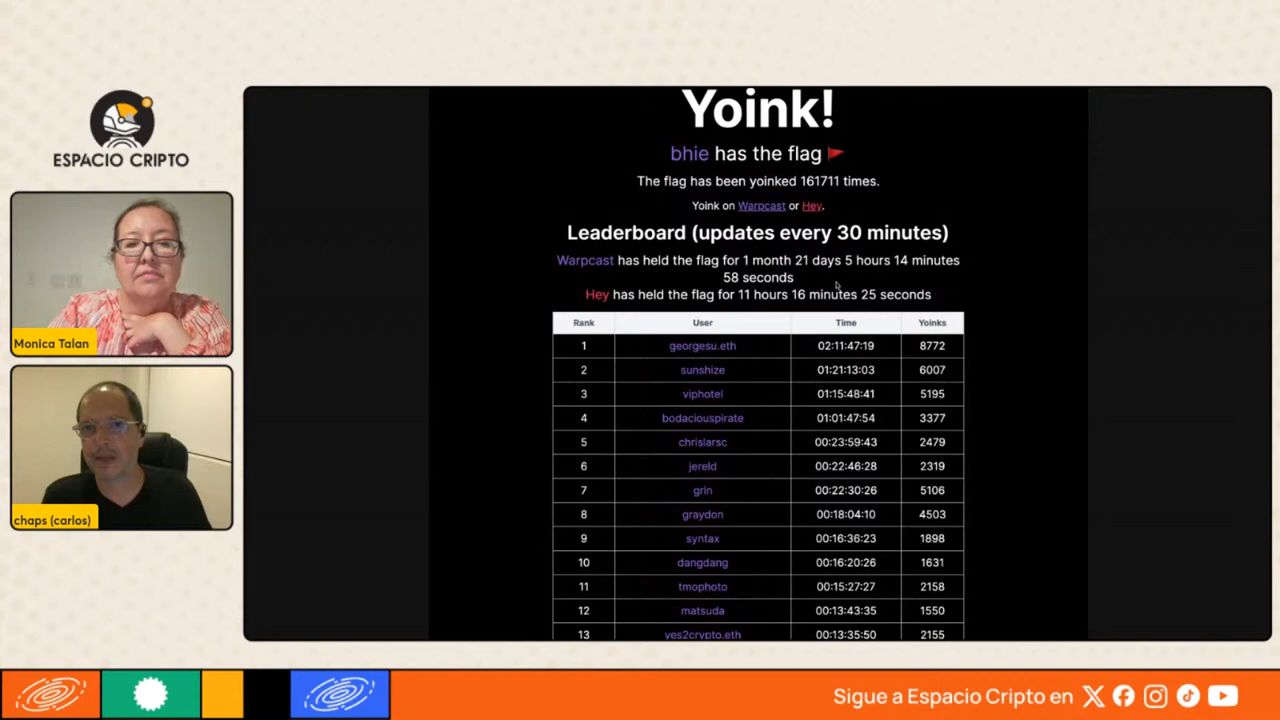 ESPACIO CRIPTO
Monica Talan
chaps (carlos)
Yoink!
bhie has the flag
The flag has been yoinked 161711 times.
Yoink on Warpcast or Hey.
Leaderboard (updates every 30 minutes)
Warpcast has held the flag for 1 month 21 days 5 hours 14 minutes
58 seconds
Hey has held the flag for 11 hours 16 minutes 25 seconds
Rank User Time Yoinks
1 georgesu.eth 02:11:47:19 8772
2 sunshize 01:21:13:03 6007
3 viphotel 01:15:48:41 5195
4 bodaciouspirate 01:01:47:54 3377
5 chrislarsc 00:23:59:43 2479
6 jereld 00:22:46:28 2319
7 grin 00:22:30:26 5106
8 graydon 00:18:04:10 4503
9 syntax 00:16:36:23 1898
10 dangdang 00:16:20:26 1631
11 tmophoto 00:15:27:27 2158
12 matsuda 00:13:43:35 1550
13 yes2crypto.eth 00:13:35:50 2155
Sigue a Espacio Cripto en